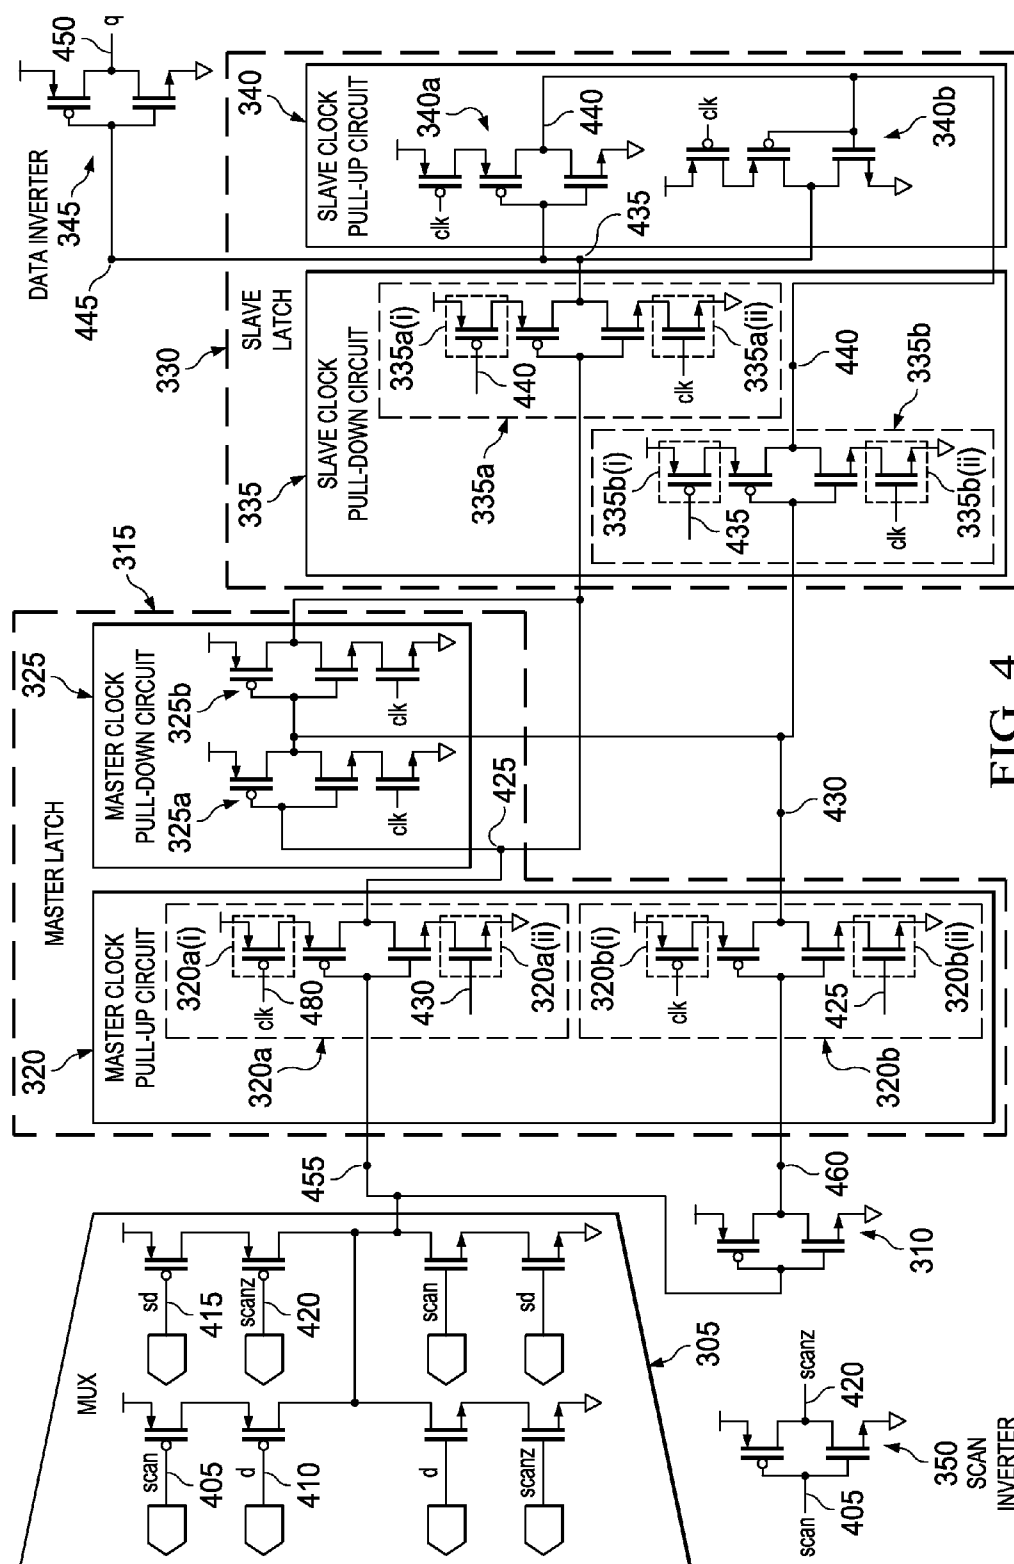 MUX
scan
405
d
410
d
scanz
sd
415
scanz
420
scan
sd
305
scan
405
scanz
420
350
SCAN
INVERTER
310
455
460
MASTER LATCH
315
320
MASTER CLOCK
PULL-UP CIRCUIT
320a(i)
clk
480
430
320a(ii)
320a
320b(i)
clk
425
320b(ii)
320b
325
MASTER CLOCK
PULL-DOWN CIRCUIT
325a
clk
325b
clk
425
430
330
SLAVE
LATCH
335
SLAVE CLOCK
PULL-DOWN CIRCUIT
335a(i)
440
clk
335a(ii)
335a
335b(i)
435
clk
335b(ii)
335b
440
435
340
SLAVE CLOCK
PULL-UP CIRCUIT
340a
clk
440
clk
340b
DATA INVERTER
345
445
450
q
FIG. 4